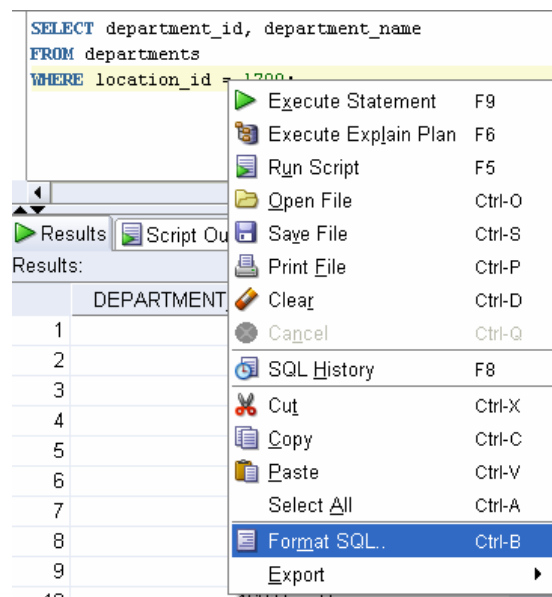 SELECT department_id, department_name
FROM departments
WHERE location_id = 1700;
Execute Statement F9
Execute Explain Plan F6
Run Script F5
Open File Ctrl-O
Save File Ctrl-S
Print File Ctrl-P
Clear Ctrl-D
Cancel Ctrl-Q
SQL History F8
Cut Ctrl-X
Copy Ctrl-C
Paste Ctrl-V
Select All Ctrl-A
Format SQL.. Ctrl-B
Export
Results Script Ou
Results:
DEPARTMENT_
1
2
3
4
5
6
7
8
9
10